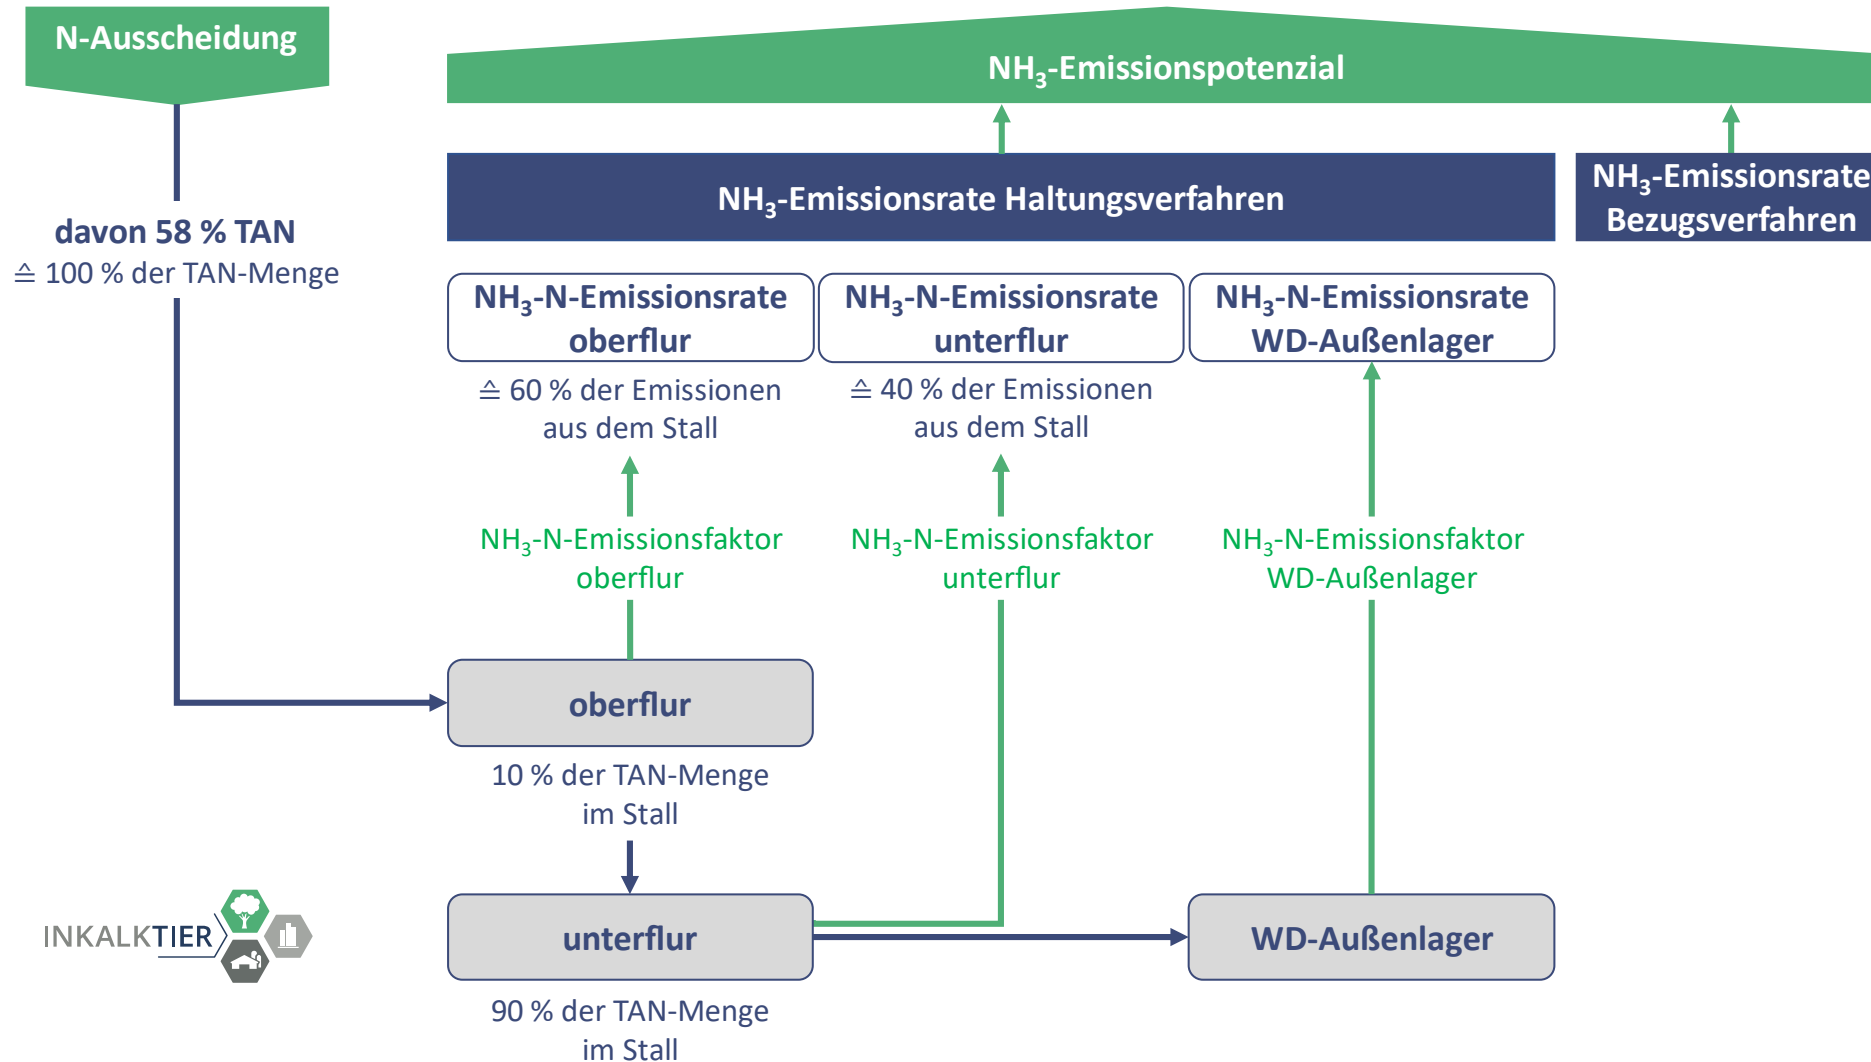 N-Ausscheidung
NH₃-Emissionspotenzial
NH₃-Emissionsrate Haltungsverfahren
NH₃-Emissionsrate
Bezugsverfahren
davon 58 % TAN
≙ 100 % der TAN-Menge
NH₃-N-Emissionsrate
oberflur
≙ 60 % der Emissionen
aus dem Stall
NH₃-N-Emissionsrate
unterflur
≙ 40 % der Emissionen
aus dem Stall
NH₃-N-Emissionsrate
WD-Außenlager
NH₃-N-Emissionsfaktor
oberflur
NH₃-N-Emissionsfaktor
unterflur
NH₃-N-Emissionsfaktor
WD-Außenlager
oberflur
10 % der TAN-Menge
im Stall
unterflur
90 % der TAN-Menge
im Stall
WD-Außenlager
INKALKTIER